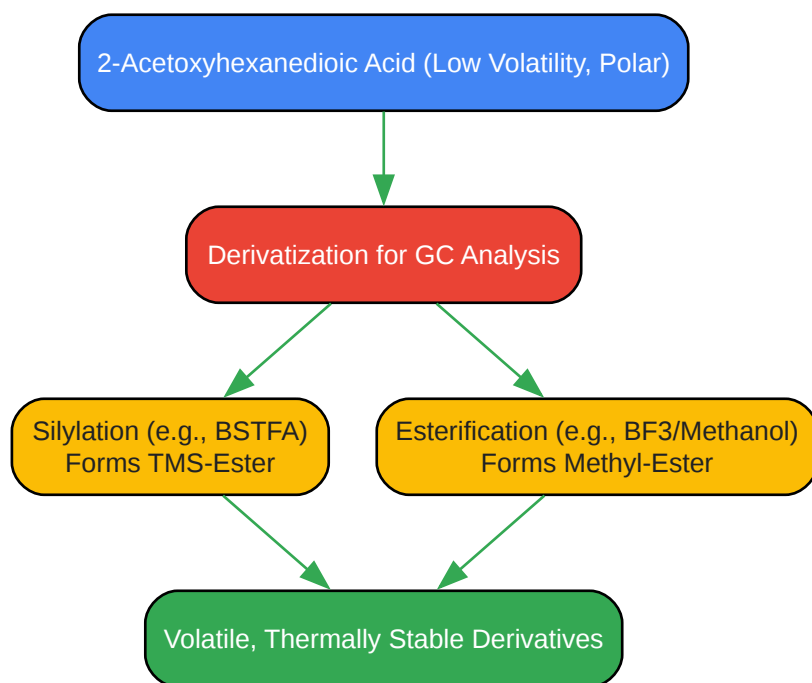 2-Acetoxyhexanedioic Acid (Low Volatility, Polar)
Derivatization for GC Analysis
Silylation (e.g., BSTFA)
Forms TMS-Ester
Esterification (e.g., BF3/Methanol)
Forms Methyl-Ester
Volatile, Thermally Stable Derivatives